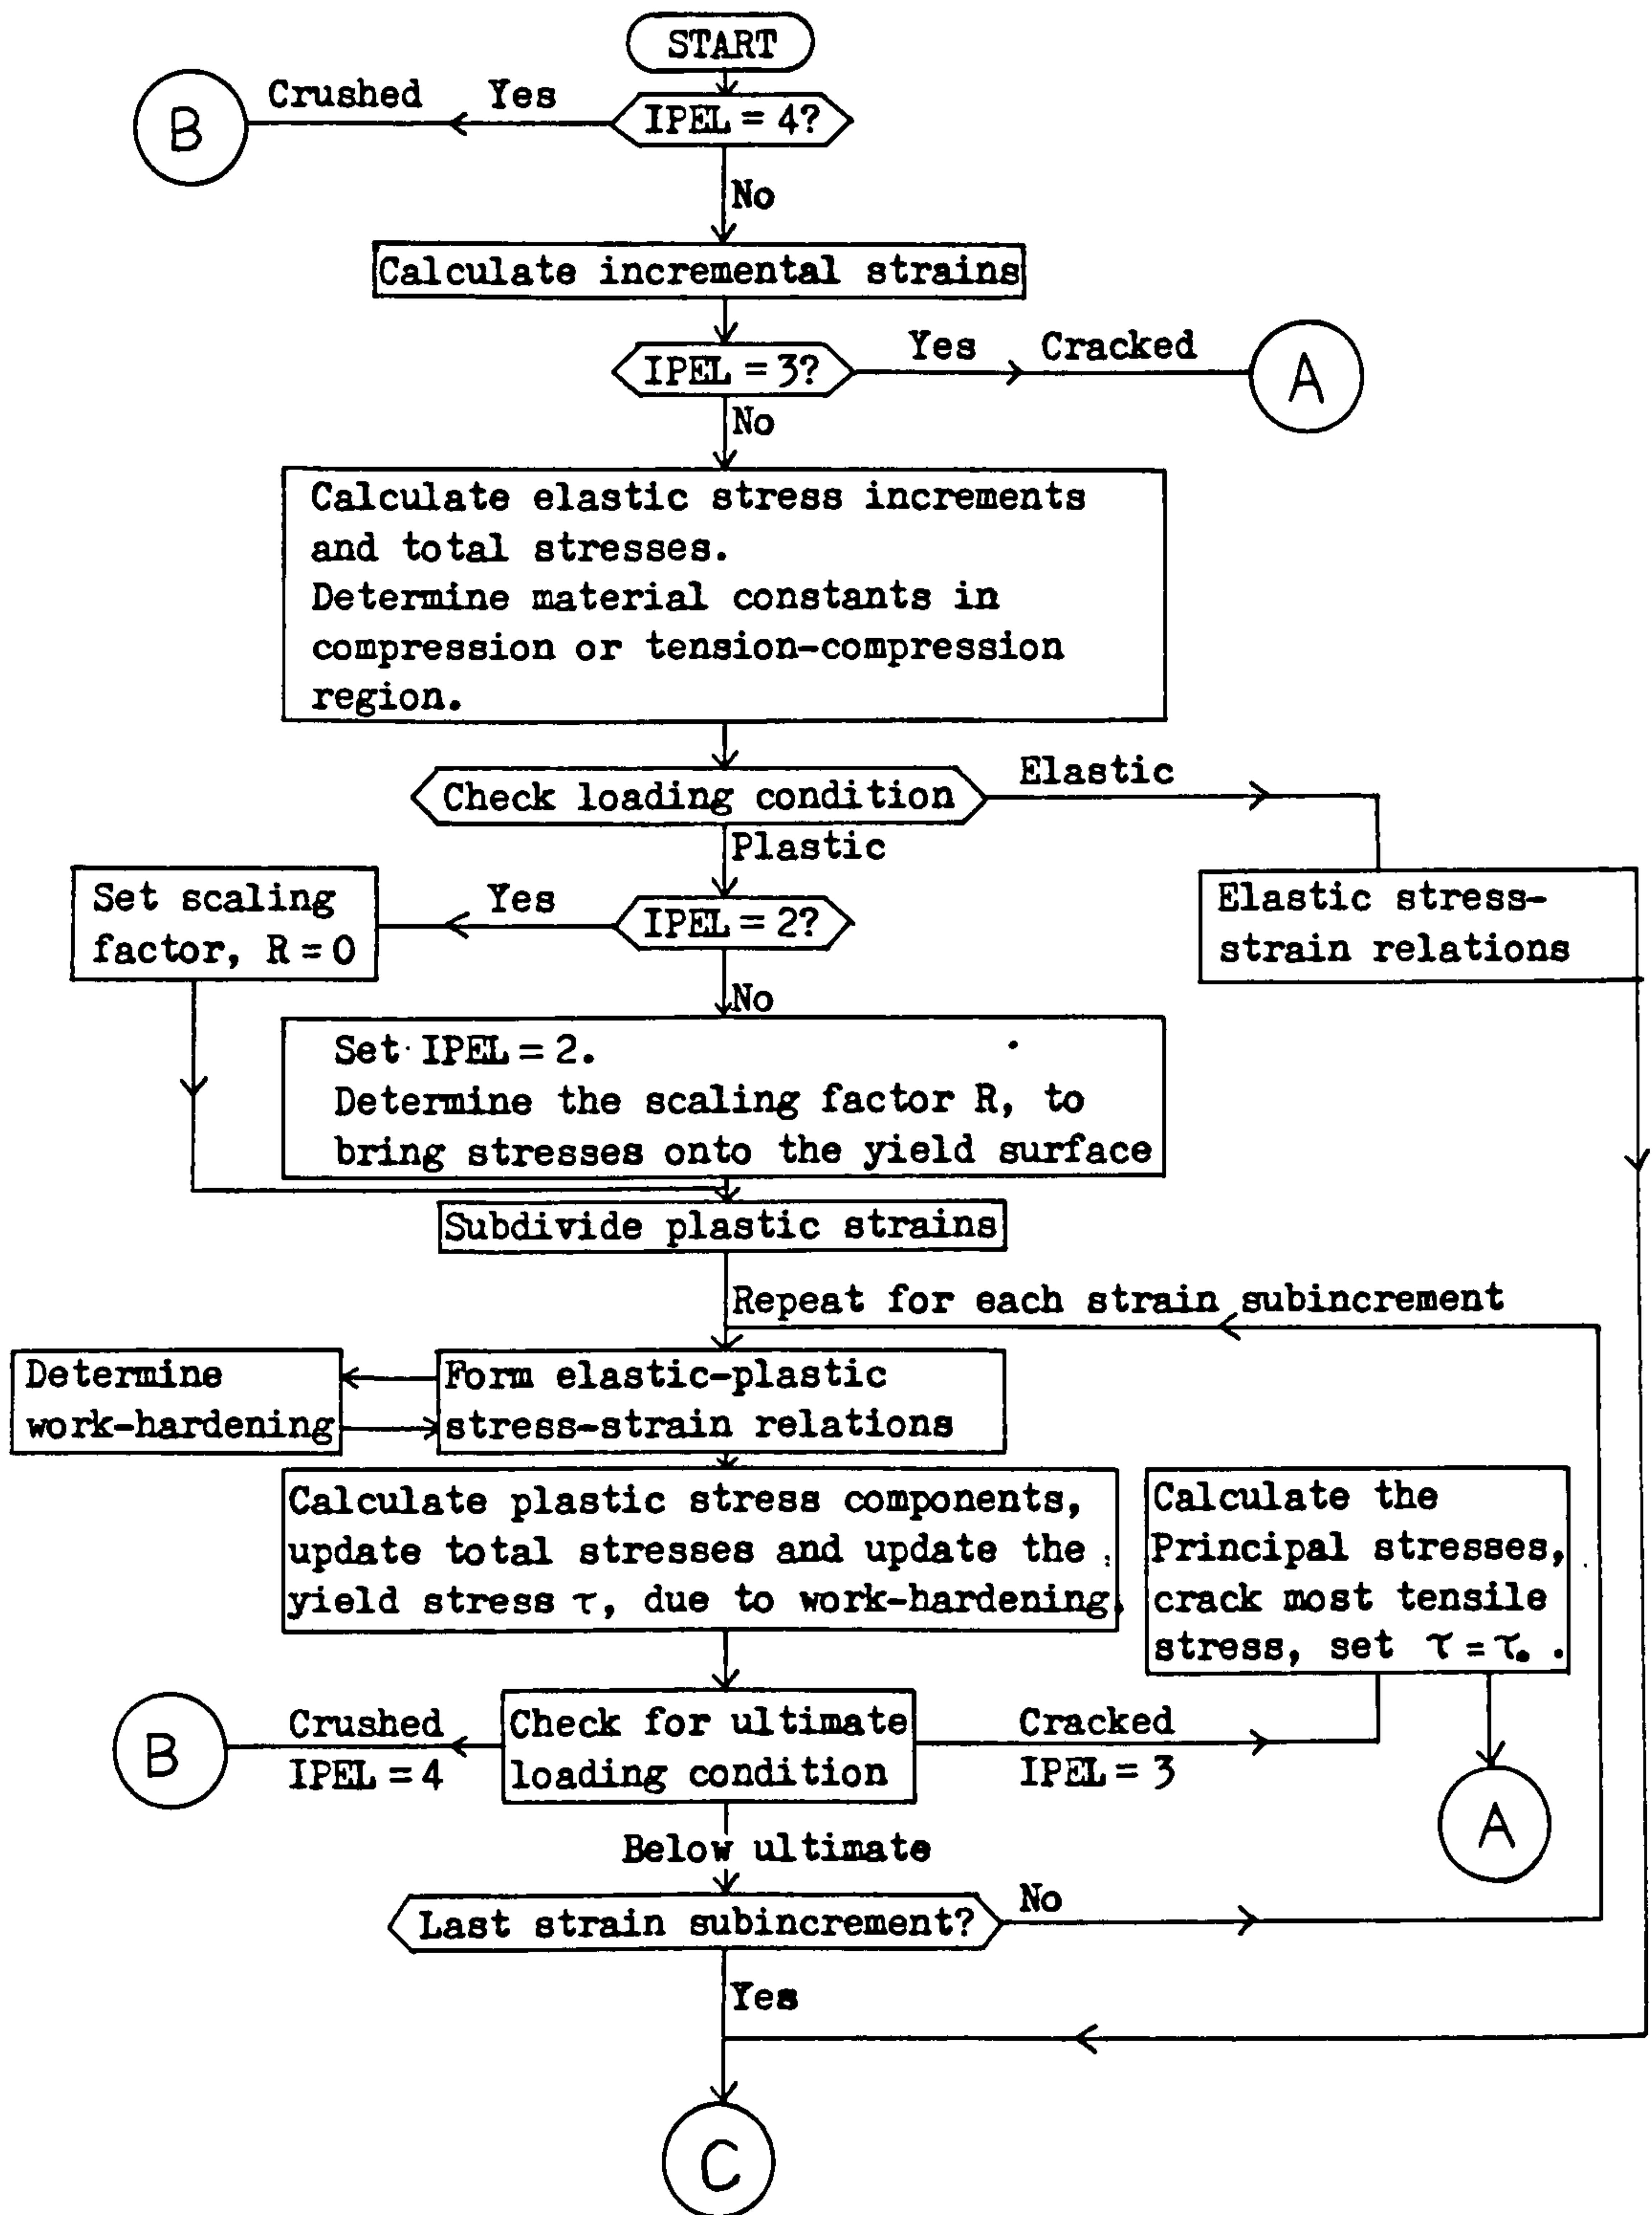 START
B
Crushed
Yes
IPEL = 4?
No
Calculate incremental strains
IPEL = 3?
Yes
Cracked
A
No
Calculate elastic stress increments
and total stresses.
Determine material constants in
compression or tension-compression
region.
Check loading condition
Elastic
Plastic
Set scaling
factor, R = 0
Yes
IPEL = 2?
Elastic stress-
strain relations
No
Set IPEL = 2.
Determine the scaling factor R, to
bring stresses onto the yield surface
Subdivide plastic strains
Repeat for each strain subincrement
Determine
work-hardening
Form elastic-plastic
stress-strain relations
Calculate plastic stress components,
update total stresses and update the
yield stress τ, due to work-hardening.
Calculate the
Principal stresses,
crack most tensile
stress, set τ = τ₀ .
B
Crushed
IPEL = 4
Check for ultimate
loading condition
Cracked
IPEL = 3
A
Below ultimate
Last strain subincrement?
No
Yes
C